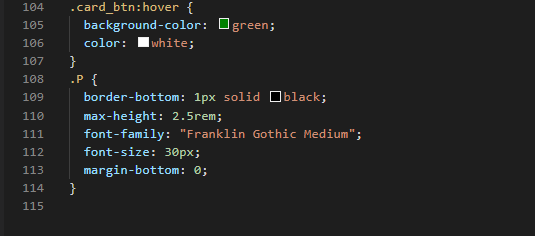 104 .card_btn:hover {
105 background-color: green;
106 color: white;
107 }
108 .P {
109 border-bottom: 1px solid black;
110 max-height: 2.5rem;
111 font-family: "Franklin Gothic Medium";
112 font-size: 30px;
113 margin-bottom: 0;
114 }
115